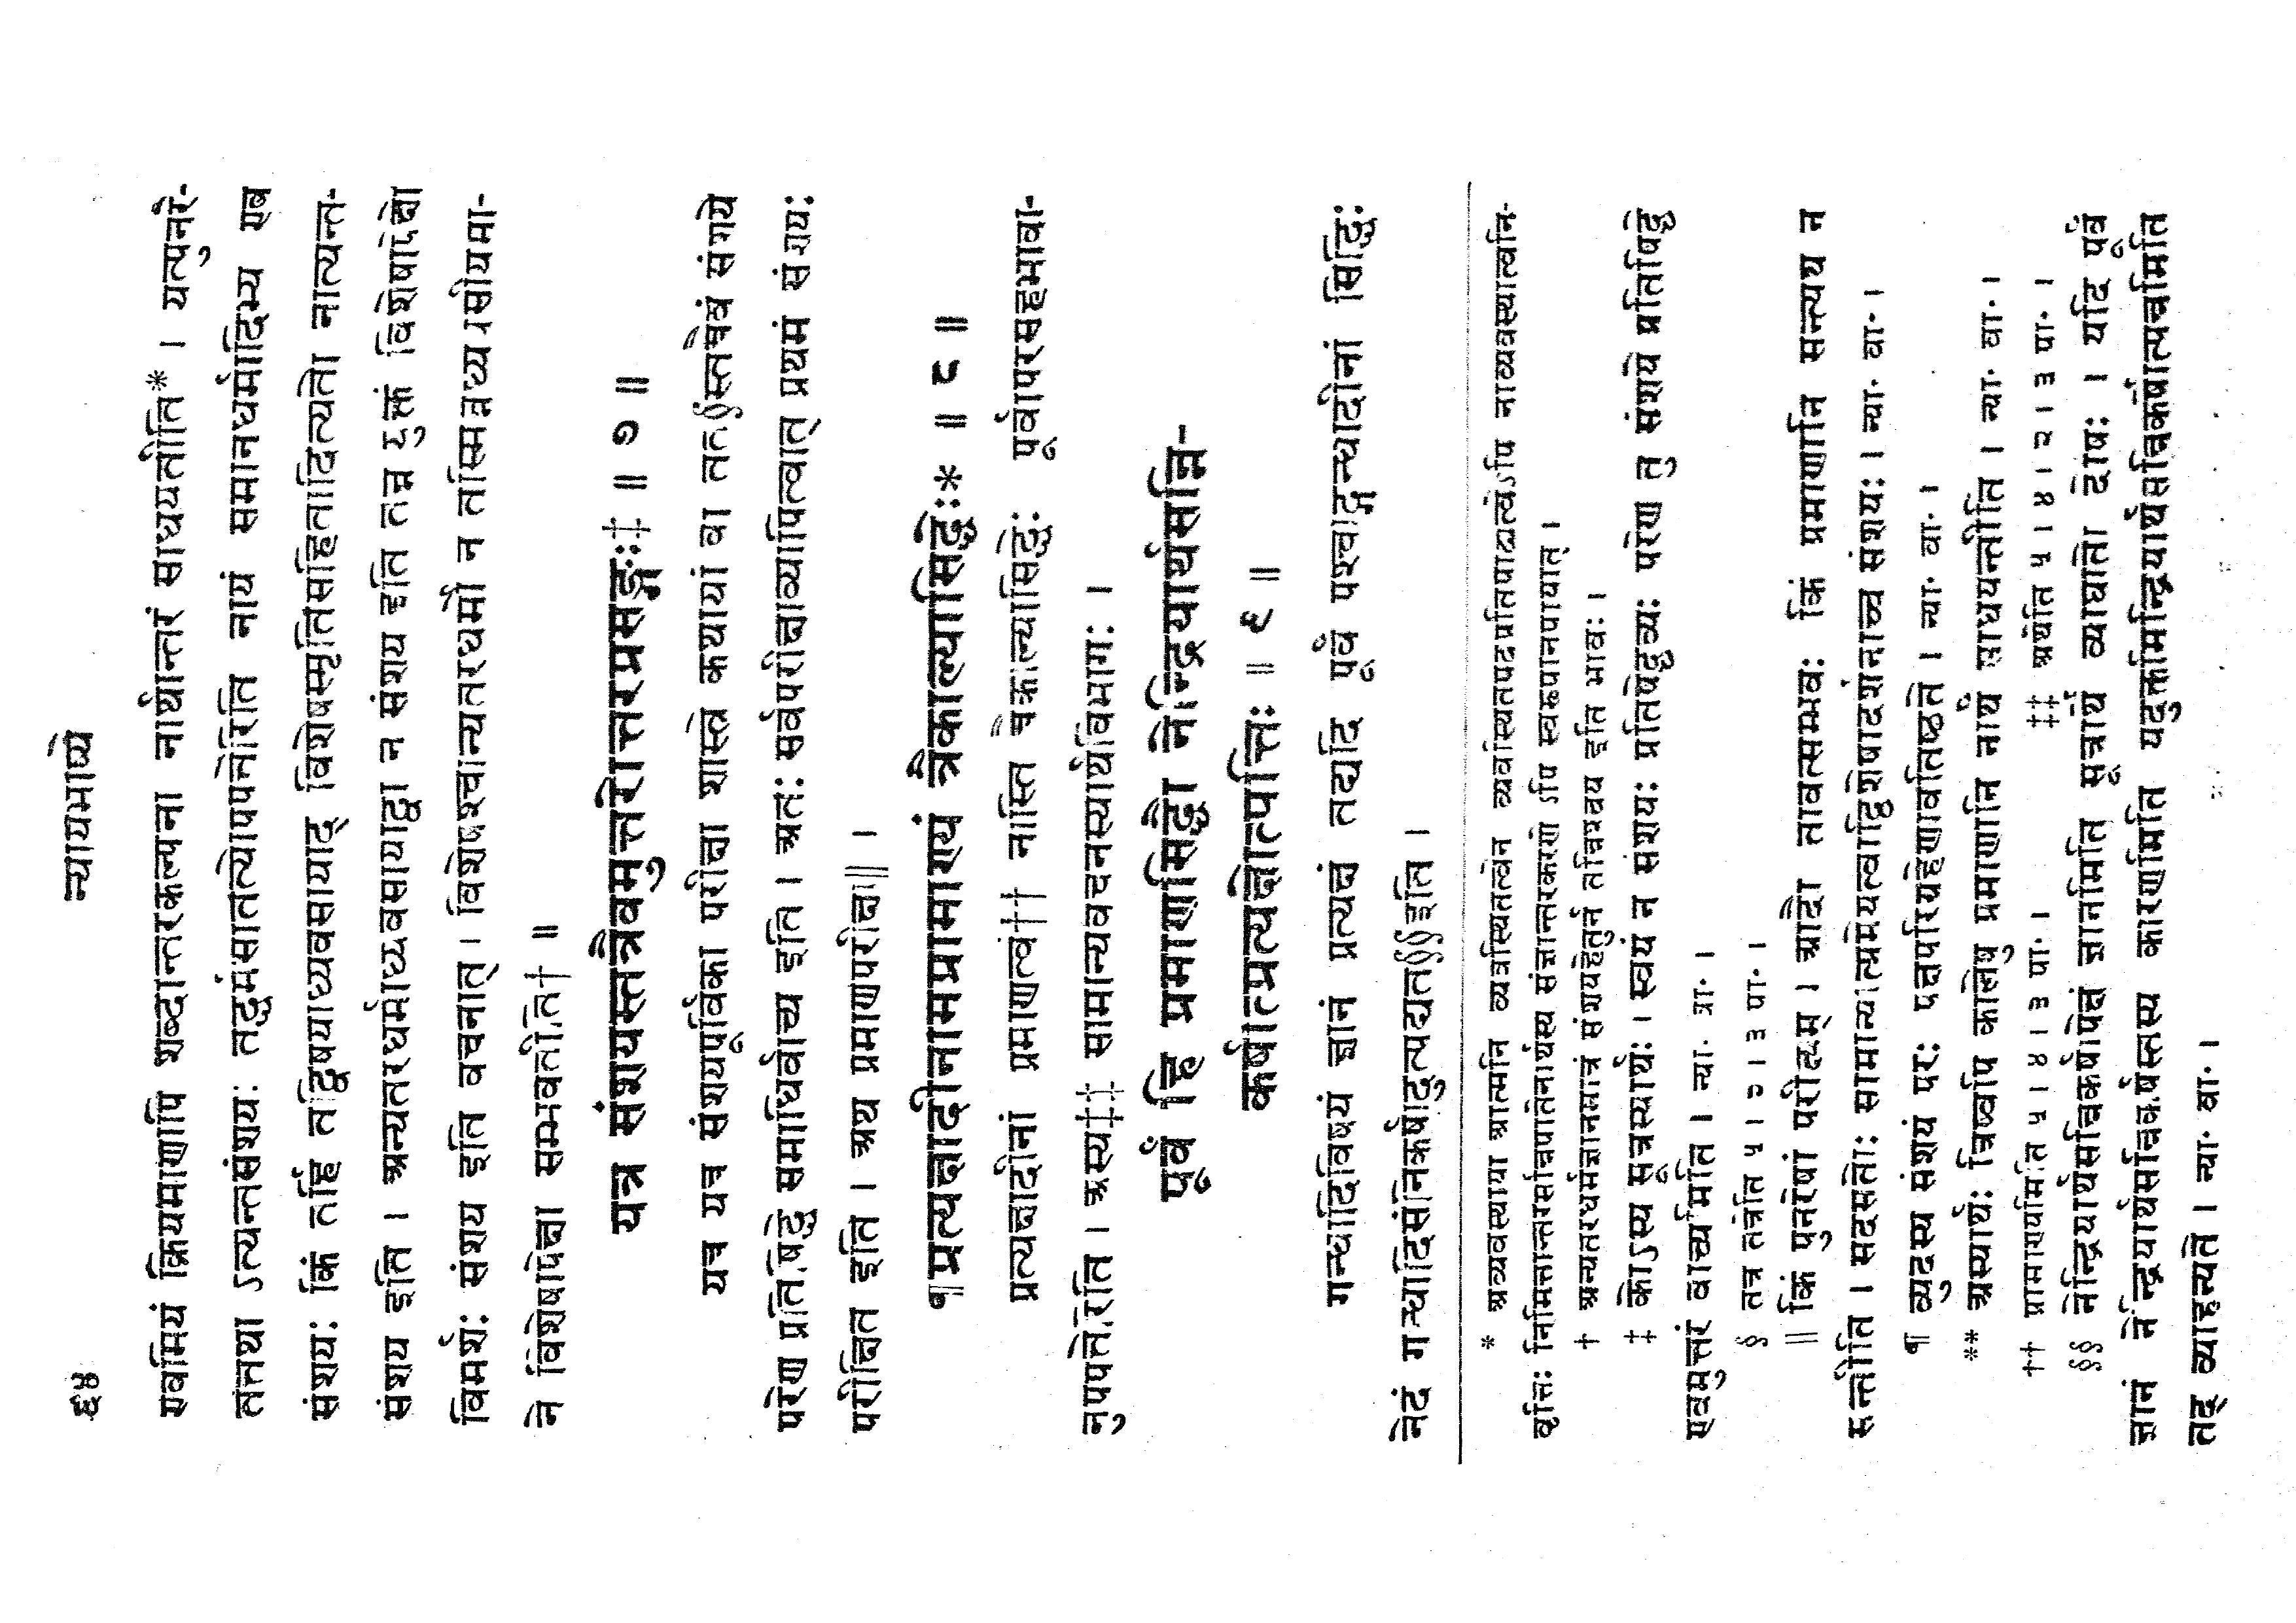 ६४ न्यायभाष्ये
एवमियं क्रियमाणापि शब्दान्तरकल्पना नार्थान्तरं साधयतीति* । यत्पुनरे-
तत्तथा ऽत्यन्तसंशयः तद्धर्मसातत्योपपत्तेरिति नायं समानधर्मादिभ्य एव
संशयः किं तर्हि तद्विषयाध्यवसायाद् विशेषस्मृतिसहितादित्यतो नात्यन्त-
संशय इति । अन्यतरधर्माध्यवसायाद्वा न संशय इति तन्न युक्तं विशेषापेक्षो
विमर्शः संशय इति वचनात् । विशेषश्चान्यतरधर्मो न तस्मिन्नध्यवसीयमा-
ने विशेषापेक्षा सम्भवतीति† ॥
यत्र संशयस्तत्रैवमुत्तरोत्तरप्रसङ्गः‡ ॥ ७ ॥
यत्र यत्र संशयपूर्विका परीक्षा शास्त्रे कथायां वा तत§स्तत्रैवं संशये
परेण प्रतिषिद्धे समाधिर्वाच्य इति । अतः सर्वपरीक्षाव्यापित्वात् प्रथमं संशयः
परीक्षित इति । अथ प्रमाणपरीक्षा‖ ।
¶प्रत्यक्षादीनामप्रामाण्यं त्रैकाल्यासिद्धेः* ॥ ८ ॥
प्रत्यक्षादीनां प्रमाणत्वं†† नास्ति त्रैकाल्यासिद्धेः पूर्वापरसहभावा-
नुपपत्तेरिति । अस्य‡‡ सामान्यवचनस्यार्थविभागः ।
पूर्वं हि प्रमाणसिद्धौ नेन्द्रियार्थसन्नि-
कर्षात्प्रत्यक्षोत्पत्तिः ॥ ९ ॥
गन्धादिविषयं ज्ञानं प्रत्यक्षं तद्यदि पूर्वं पश्चाद्गन्धादीनां सिद्धिः
नेदं गन्धादिसंनिकर्षादुत्पद्यत§§इति ।
* अव्यवस्थाया आत्मनि व्यवस्थितत्वेन व्यवस्थितपदप्रतिपाद्यत्वेऽपि नाव्यवस्थात्वनि-
वृत्तिः निमित्तान्तरसन्निपातेनार्थस्य संज्ञान्तरकरणे ऽपि स्वरूपानपायात् ।
† अन्यतरधर्मज्ञानमात्रं संशयहेतुर्न तन्निश्चय इति भावः ।
‡ कोऽस्य सूत्रस्यार्थः । स्वयं न संशयः प्रतिषेद्धव्यः परेण तु संशये प्रतिषिद्धे
एवमुत्तरं वाच्यमिति । न्या· वा· ।
§ तत्र तत्रेति ५ । २ । ३ पा· ।
‖ किं पुनरेषां परीक्ष्यम् । आदौ तावत्सम्भवः किं प्रमाणानि सन्त्यथ न
सन्तीति । सदसतोः सामान्यात्प्रमेयत्वाद्विशेषादर्शनाच्च संशयः । न्या· वा· ।
¶ व्युदस्य संशयं परः पक्षपरिग्रहेणावतिष्ठते । न्या· वा· ।
** अस्यार्थः त्रिष्वपि कालेषु प्रमाणानि नार्थं साधयन्तीति । न्या· वा· ।
†† प्रामाण्यमिति ५ । ४ । ३ पा· । ‡‡ अथेति ५ । ४ । २ । ३ पा· ।
§§ नेन्द्रियार्थसन्निकर्षापेक्षं ज्ञानमिति सूत्रार्थे व्याघातो दोषः । यदि पूर्वं
ज्ञानं नेन्द्रियार्थसन्निकर्षस्तस्य कारणमिति यदुक्तमिन्द्रियार्थसन्निकर्षोत्पन्नमिति
तद् व्याहन्यते । न्या· वा· ।